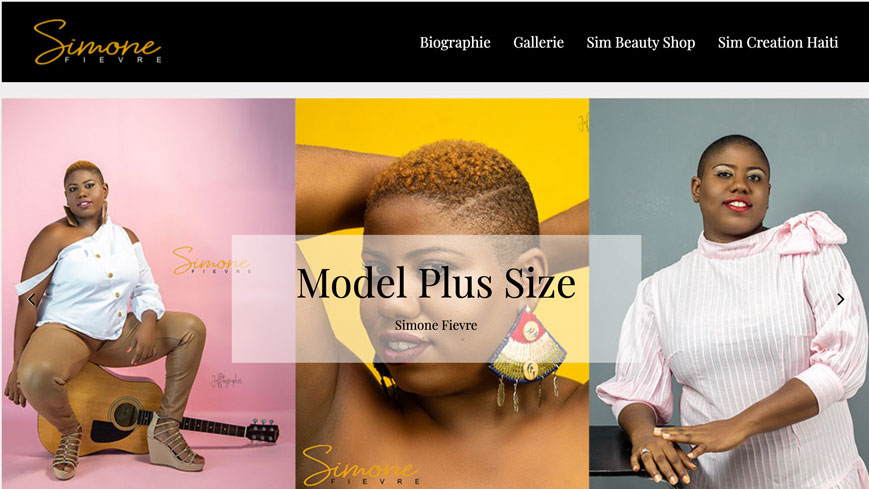 Simone
FIEVRE
Biographie Gallerie Sim Beauty Shop Sim Creation Haiti
Simone
FIEVRE
Model Plus Size
Simone Fievre
Simone
FIEVRE